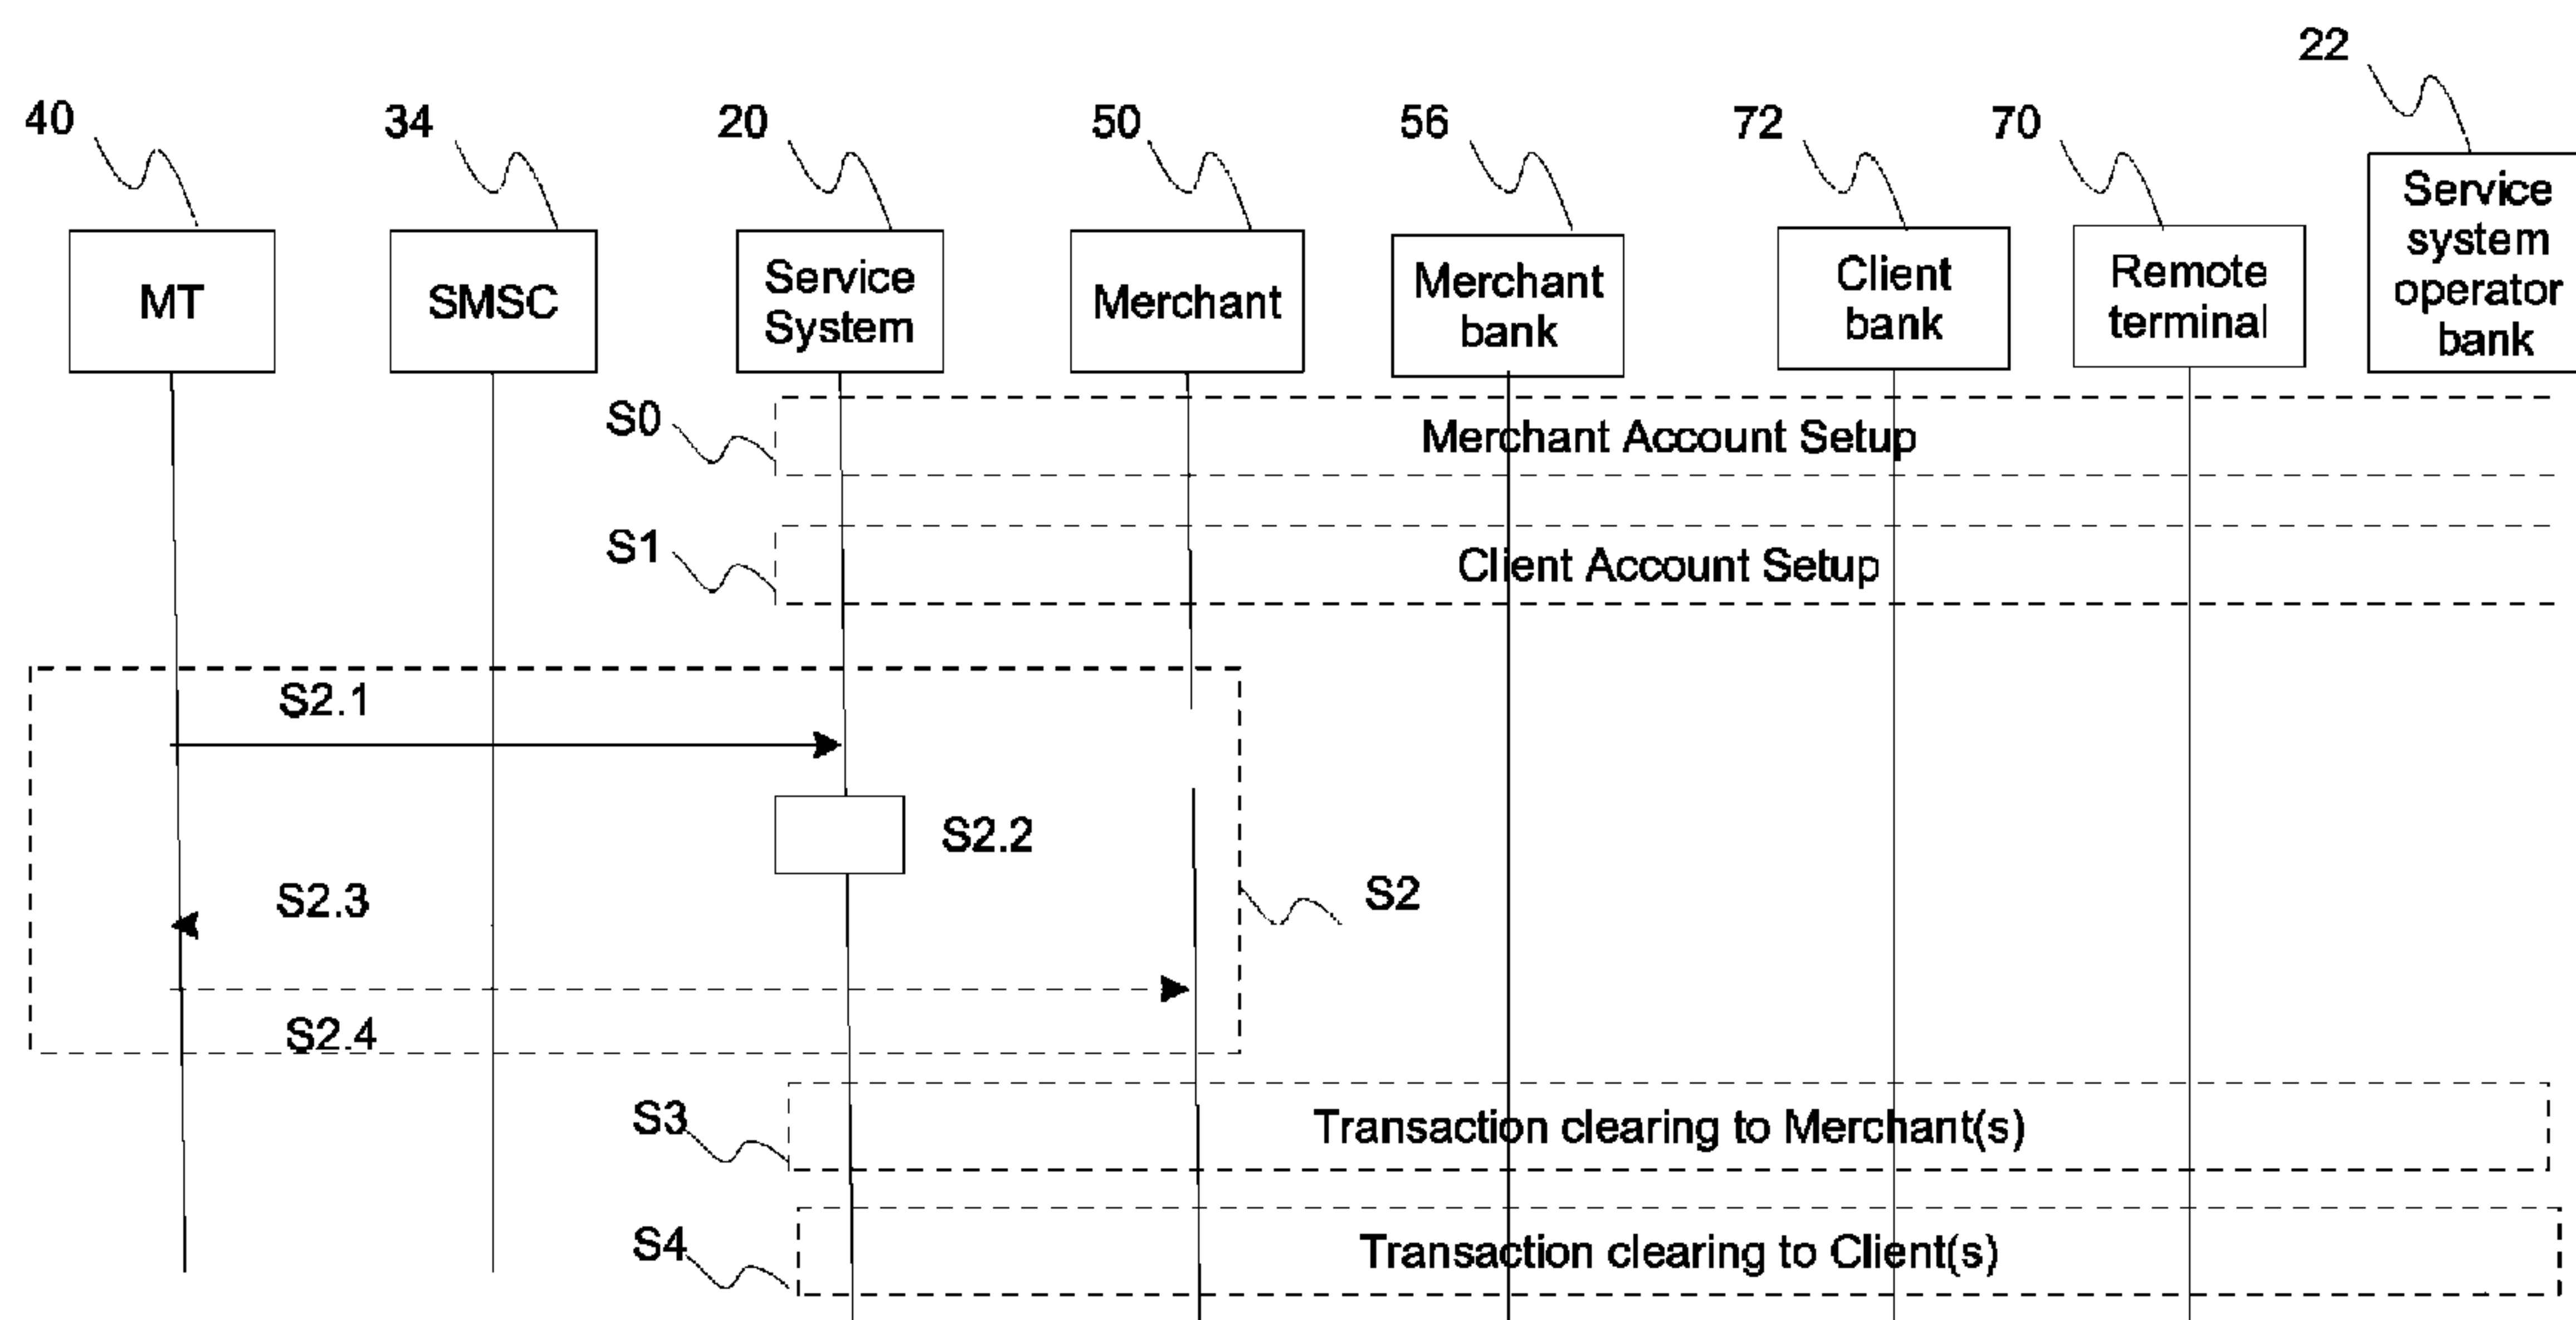 22
40
34
20
50
56
72
70
MT
SMSC
Service
System
Merchant
Merchant
bank
Client
bank
Remote
terminal
Service
system
operator
bank
S0
Merchant Account Setup
S1
Client Account Setup
S2.1
S2.2
S2.3
S2
S2.4
S3
Transaction clearing to Merchant(s)
S4
Transaction clearing to Client(s)